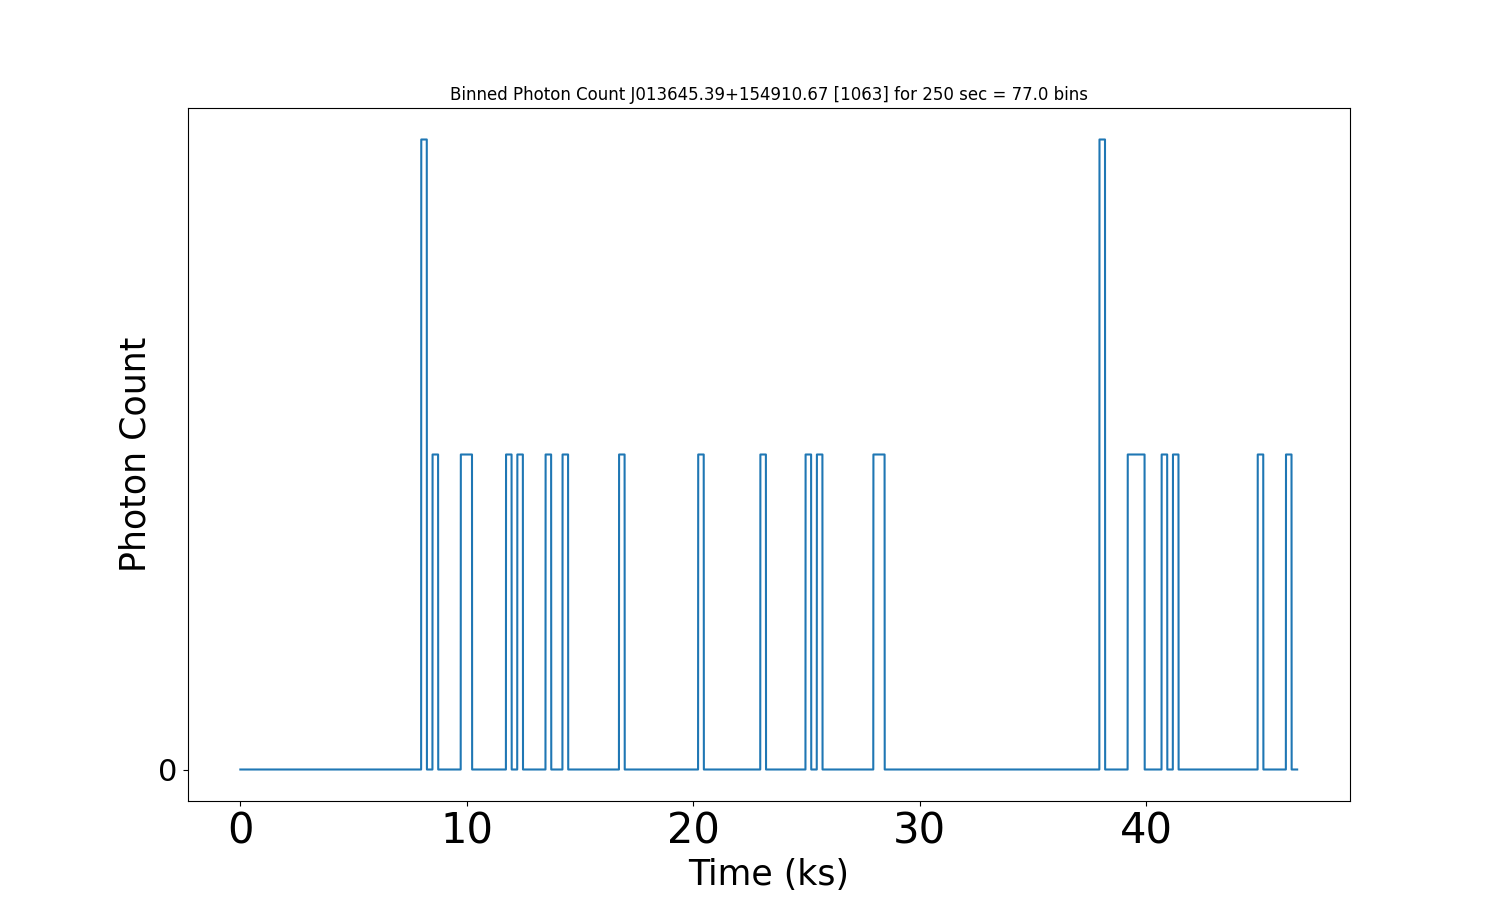 Binned Photon Count J013645.39+154910.67 [1063] for 250 sec = 77.0 bins
Photon Count
0
0 10 20 30 40
Time (ks)